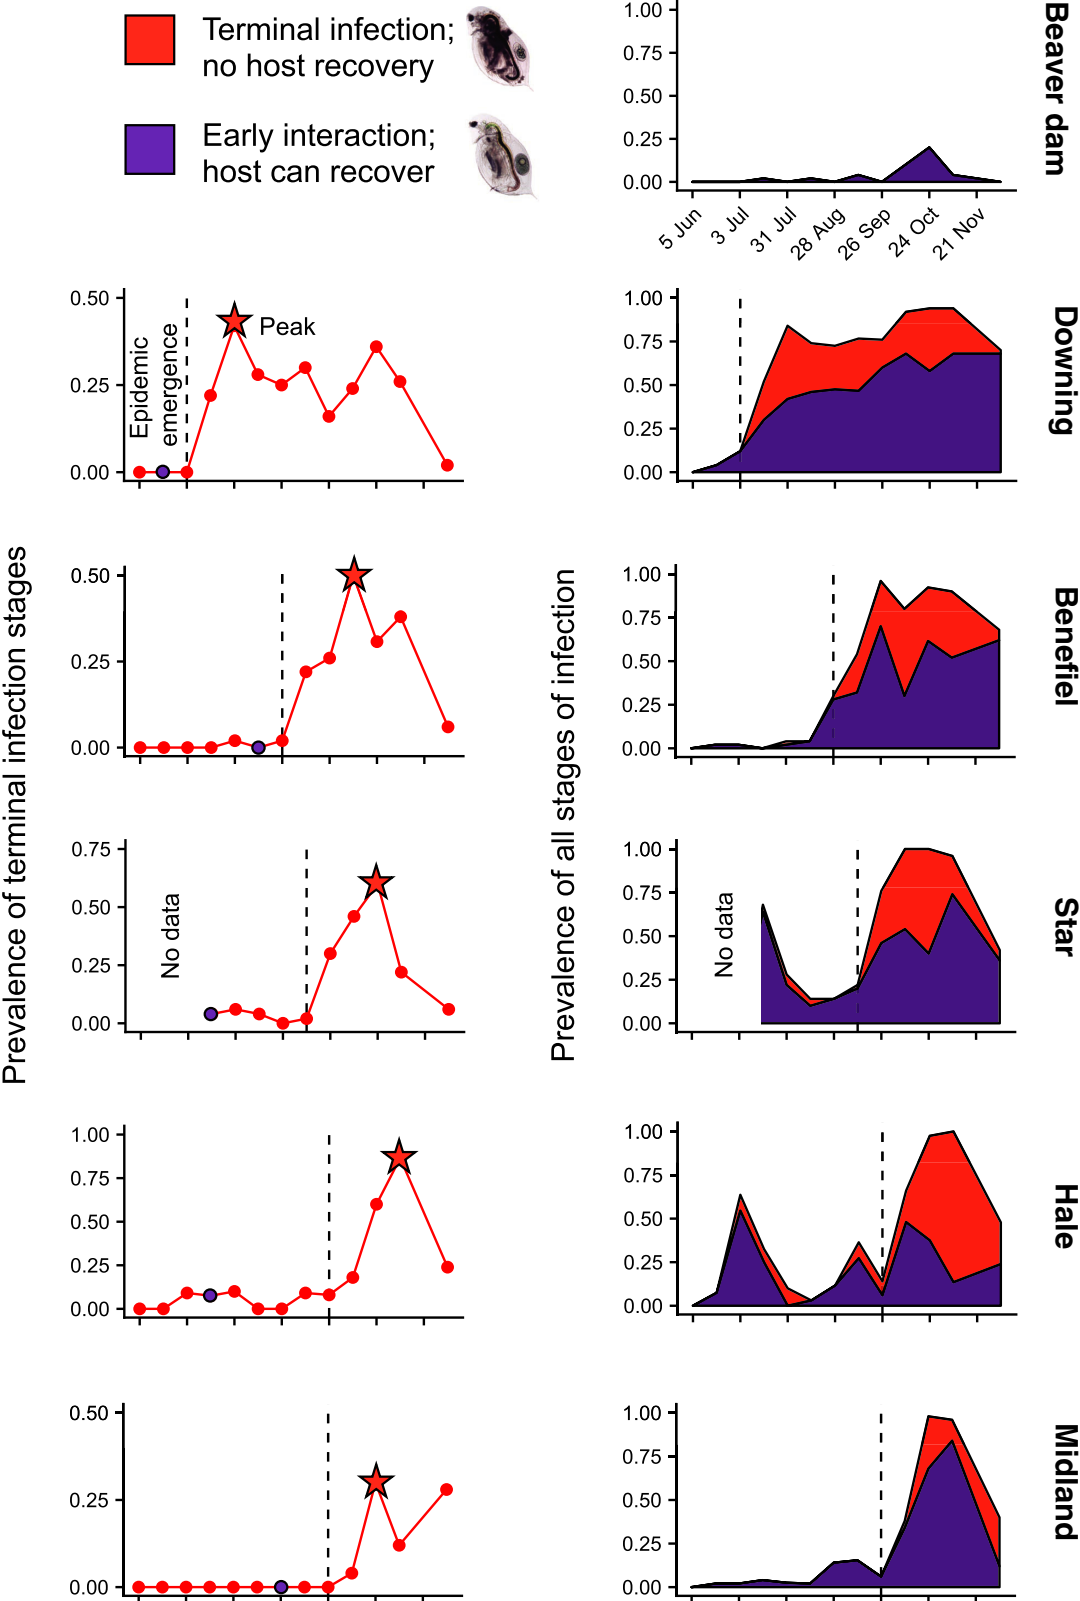 Terminal infection;
no host recovery
Early interaction;
host can recover
1.00
0.75
0.50
0.25
0.00
5 Jun
3 Jul
31 Jul
28 Aug
26 Sep
24 Oct
21 Nov
Beaver dam
Prevalence of terminal infection stages
Prevalence of all stages of infection
0.50
0.25
0.00
Epidemic
emergence
Peak
1.00
0.75
0.50
0.25
0.00
Downing
0.50
0.25
0.00
1.00
0.75
0.50
0.25
0.00
Benefiel
0.75
0.50
0.25
0.00
No data
1.00
0.75
0.50
0.25
0.00
No data
Star
1.00
0.75
0.50
0.25
0.00
1.00
0.75
0.50
0.25
0.00
Hale
0.50
0.25
0.00
1.00
0.75
0.50
0.25
0.00
Midland